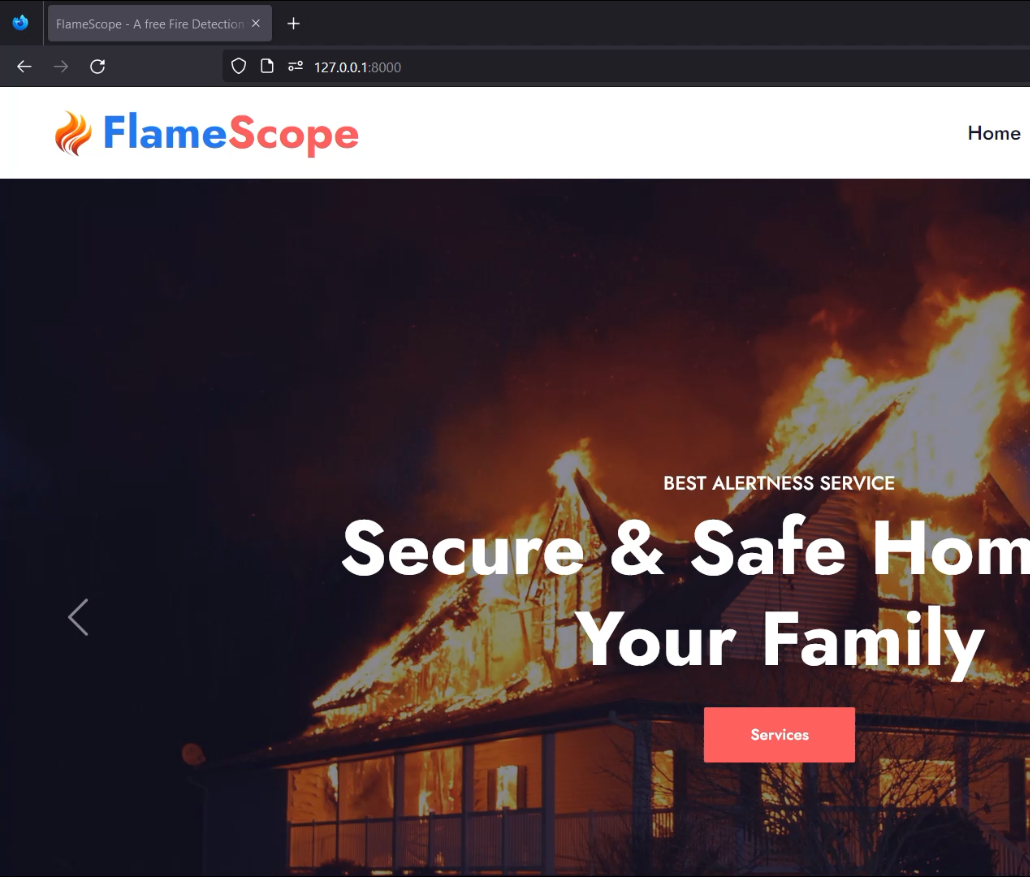 FlameScope - A free Fire Detection
127.0.0.1:8000
FlameScope
Home
BEST ALERTNESS SERVICE
Secure & Safe Hom
Your Family
Services